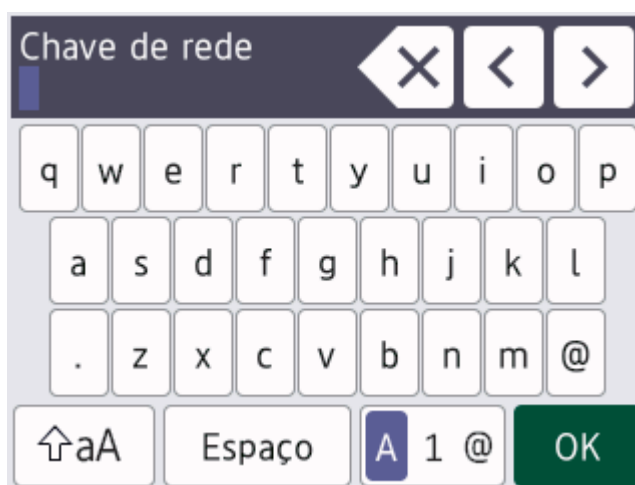 Chave de rede
q w e r t y u i o p
a s d f g h j k l
. z x c v b n m @
aA Espaço A 1 @ OK